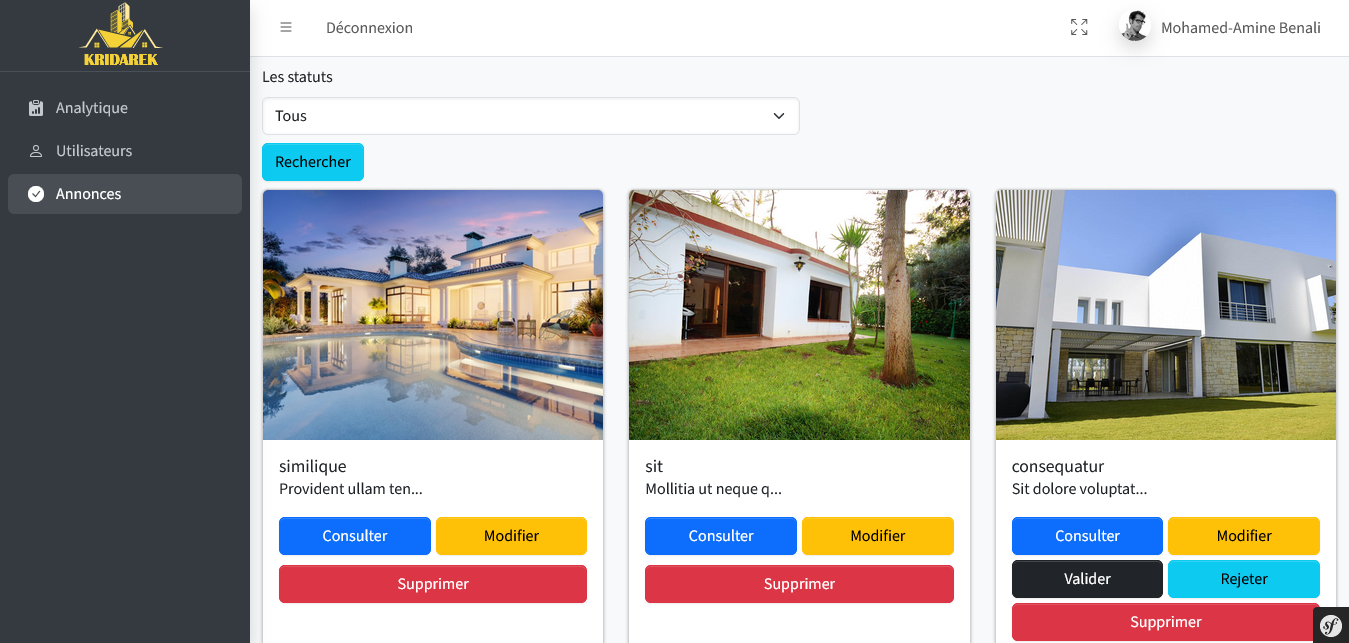 KRIDAREK
Déconnexion
Mohamed-Amine Benali
Analytique
Utilisateurs
Annonces
Les statuts
Tous
Rechercher
similique
Provident ullam ten...
Consulter
Modifier
Supprimer
sit
Mollitia ut neque q...
Consulter
Modifier
Supprimer
consequatur
Sit dolore voluptat...
Consulter
Modifier
Valider
Rejeter
Supprimer
sf